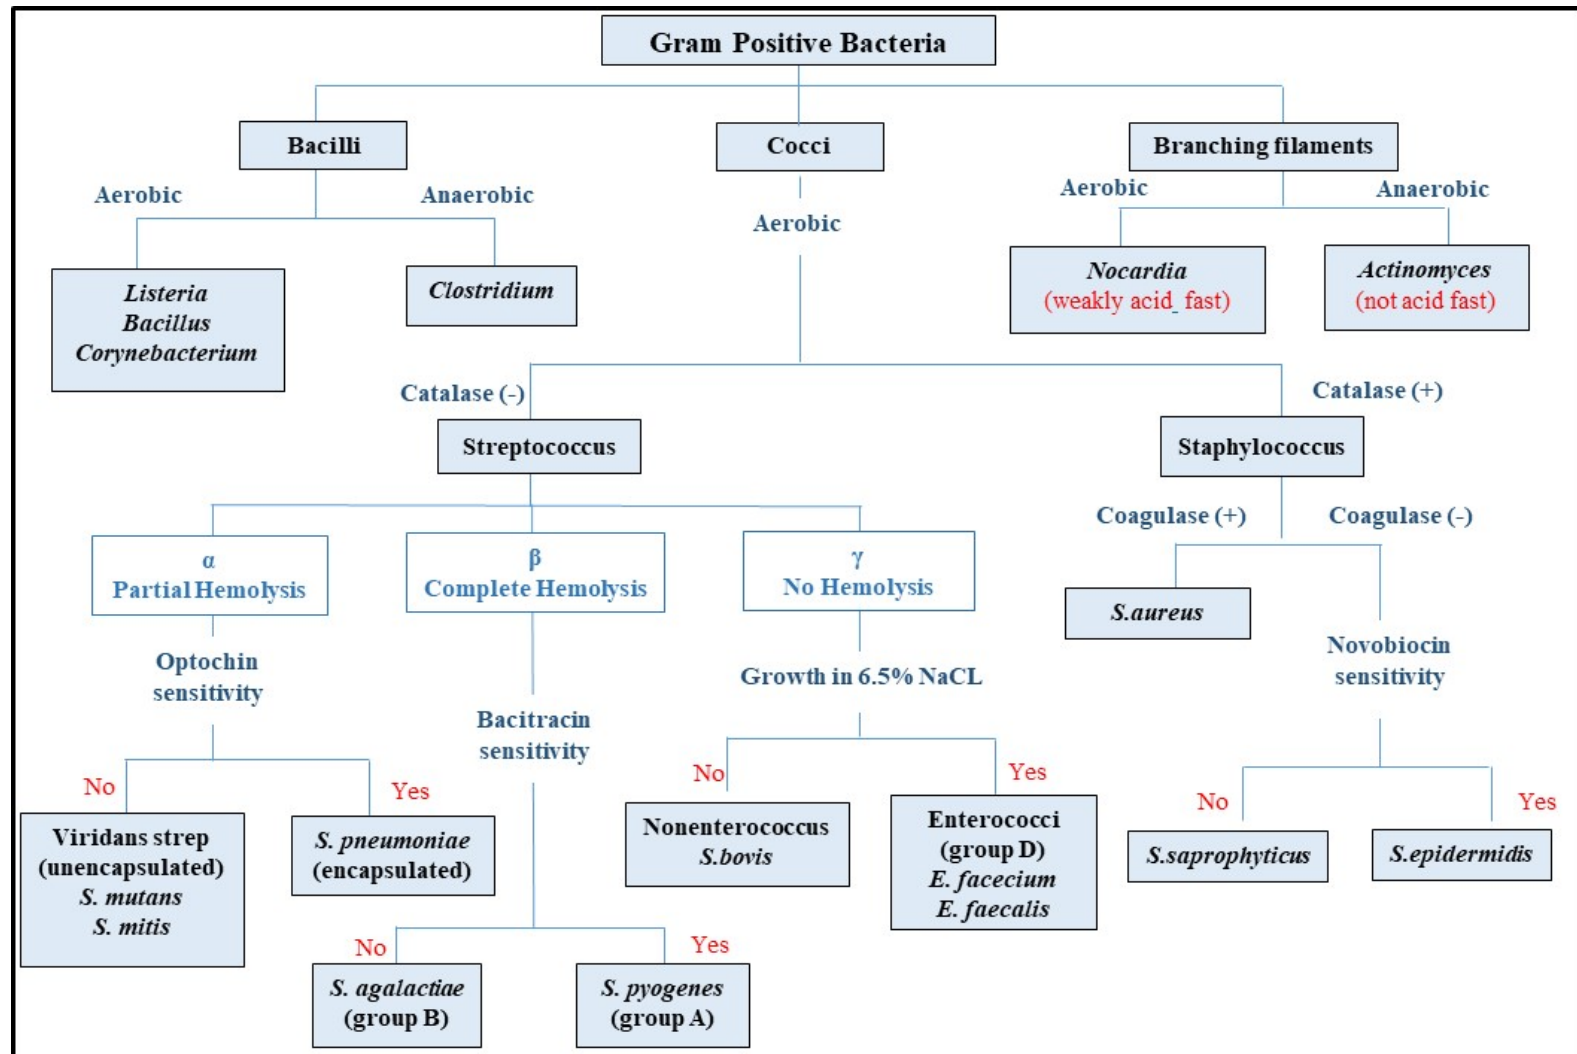 Gram Positive Bacteria
Bacilli
Cocci
Branching filaments
Aerobic
Anaerobic
Aerobic
Aerobic
Anaerobic
Listeria
Bacillus
Corynebacterium
Clostridium
Nocardia
(weakly acid_ fast)
Actinomyces
(not acid fast)
Catalase (-)
Catalase (+)
Streptococcus
Staphylococcus
Coagulase (+)
Coagulase (-)
α
Partial Hemolysis
β
Complete Hemolysis
γ
No Hemolysis
S.aureus
Optochin
sensitivity
Bacitracin
sensitivity
Growth in 6.5% NaCL
Novobiocin
sensitivity
No
Yes
No
Yes
No
Yes
Viridans strep
(unencapsulated)
S. mutans
S. mitis
S. pneumoniae
(encapsulated)
Nonenterococcus
S.bovis
Enterococci
(group D)
E. facecium
E. faecalis
S.saprophyticus
S.epidermidis
No
Yes
S. agalactiae
(group B)
S. pyogenes
(group A)